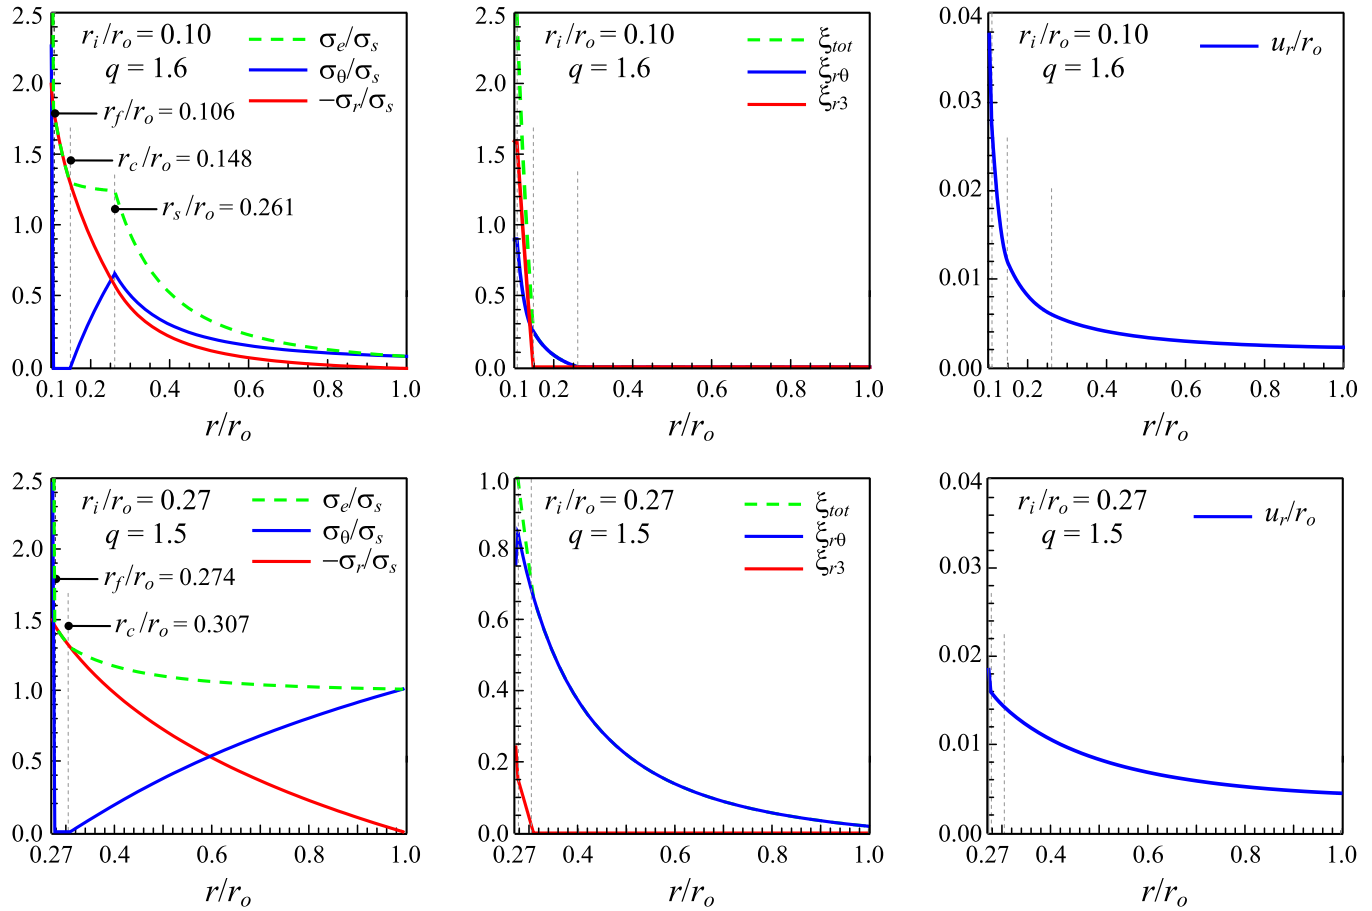 2.5
2.0
1.5
1.0
0.5
0.0
r_i/r_o = 0.10
q = 1.6
σ_e/σ_s
σ_θ/σ_s
−σ_r/σ_s
r_f/r_o = 0.106
r_c/r_o = 0.148
r_s/r_o = 0.261
0.1 0.2 0.4 0.6 0.8 1.0
r/r_o
2.5
2.0
1.5
1.0
0.5
0.0
r_i/r_o = 0.10
q = 1.6
ξ_tot
ξ_rθ
ξ_r3
0.1 0.2 0.4 0.6 0.8 1.0
r/r_o
0.04
0.03
0.02
0.01
0.00
r_i/r_o = 0.10
q = 1.6
u_r/r_o
0.1 0.2 0.4 0.6 0.8 1.0
r/r_o
2.5
2.0
1.5
1.0
0.5
0.0
r_i/r_o = 0.27
q = 1.5
σ_e/σ_s
σ_θ/σ_s
−σ_r/σ_s
r_f/r_o = 0.274
r_c/r_o = 0.307
0.27 0.4 0.6 0.8 1.0
r/r_o
1.0
0.8
0.6
0.4
0.2
0.0
r_i/r_o = 0.27
q = 1.5
ξ_tot
ξ_rθ
ξ_r3
0.27 0.4 0.6 0.8 1.0
r/r_o
0.04
0.03
0.02
0.01
0.00
r_i/r_o = 0.27
q = 1.5
u_r/r_o
0.27 0.4 0.6 0.8 1.0
r/r_o